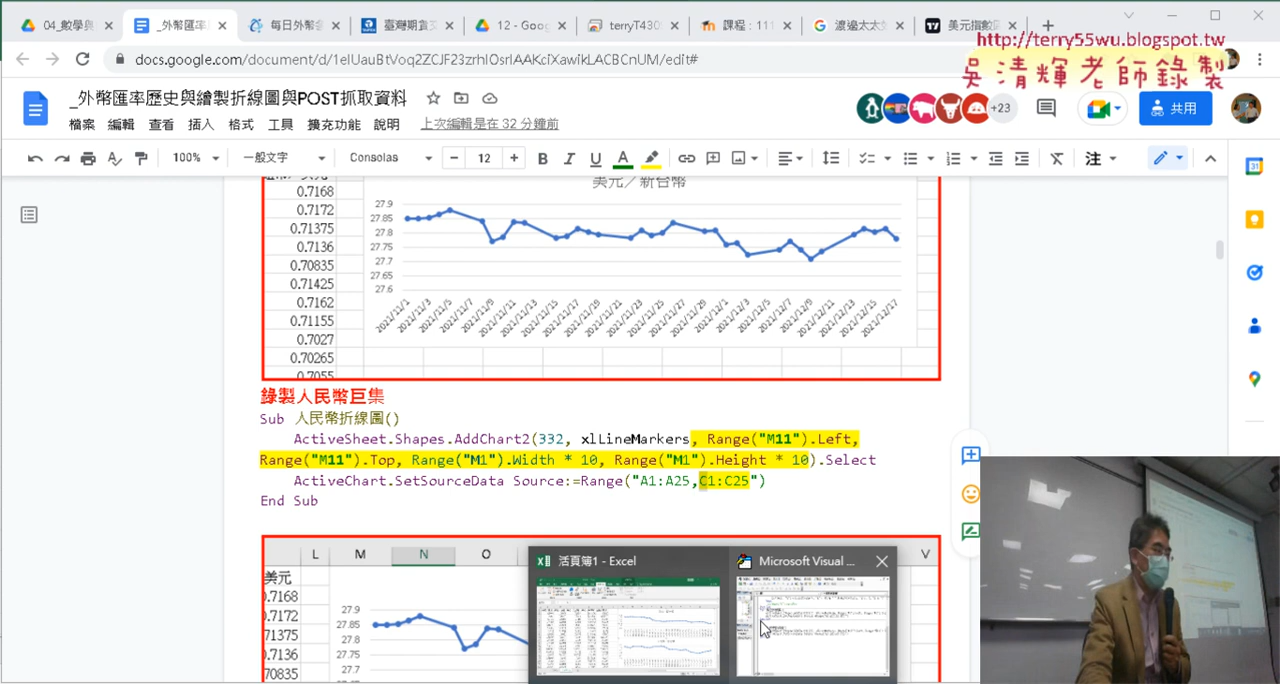 04_數學與
_外幣匯率
每日外幣參
臺灣期貨交
12 - Goog
terryT430
課程：111
渡邊太太
美元指數
docs.google.com/document/d/1elUauBtVoq2ZCJF23zrhlOsrlAAKciXawikLACBCnUM/edit#
http://terry55wu.blogspot.tw
吳清輝老師錄製
_外幣匯率歷史與繪製折線圖與POST抓取資料
檔案 編輯 查看 插入 格式 工具 擴充功能 說明 上次編輯是在 32 分鐘前
+23
共用
100% 一般文字 Consolas 12 B I U A 注
美元／新台幣
0.7168
0.7172
0.71375
0.7136
0.70835
0.71425
0.7162
0.71155
0.7027
0.70265
0.7055
27.9
27.85
27.8
27.75
27.7
27.65
27.6
2021/11/1 2021/11/3 2021/11/5 2021/11/7 2021/11/9 2021/11/11 2021/11/13 2021/11/15 2021/11/17 2021/11/19 2021/11/21 2021/11/23 2021/11/25 2021/11/27 2021/11/29 2021/12/1 2021/12/3 2021/12/5 2021/12/7 2021/12/9 2021/12/11 2021/12/13 2021/12/15 2021/12/17
錄製人民幣巨集
Sub 人民幣折線圖()
ActiveSheet.Shapes.AddChart2(332, xlLineMarkers, Range("M11").Left,
Range("M11").Top, Range("M1").Width * 10, Range("M1").Height * 10).Select
ActiveChart.SetSourceData Source:=Range("A1:A25,C1:C25")
End Sub
L M N O V
美元
0.7168
0.7172
71375
0.7136
70835
27.9
27.85
27.8
27.75
27.7
活頁簿1 - Excel
Microsoft Visual ...